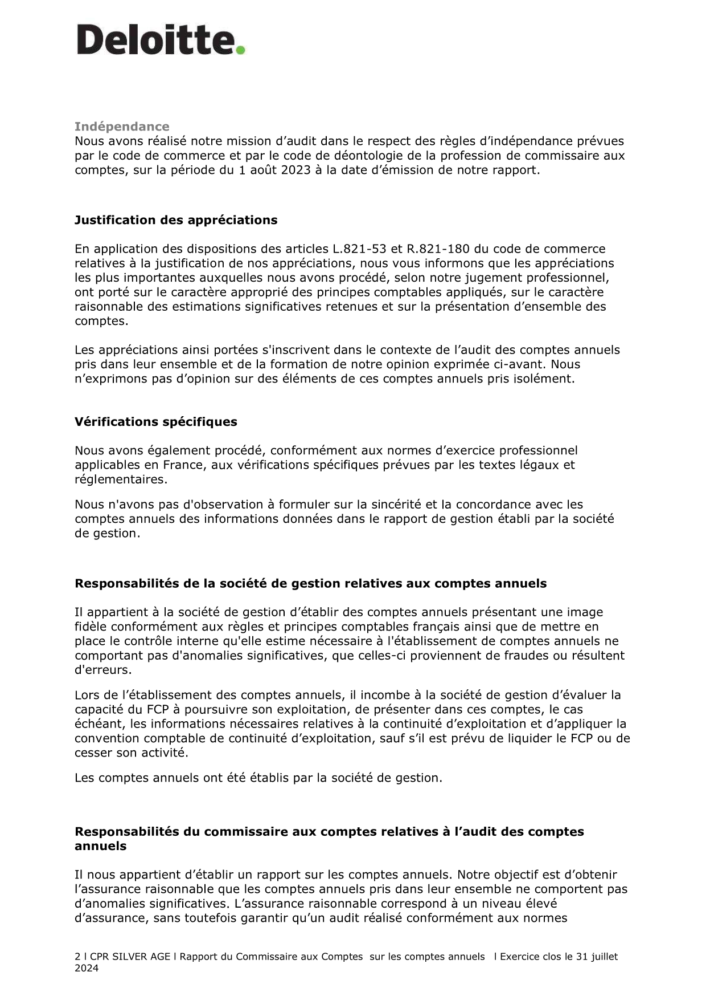 Deloitte.
Indépendance
Nous avons réalisé notre mission d’audit dans le respect des règles d’indépendance prévues
par le code de commerce et par le code de déontologie de la profession de commissaire aux
comptes, sur la période du 1 août 2023 à la date d’émission de notre rapport.
Justification des appréciations
En application des dispositions des articles L.821-53 et R.821-180 du code de commerce
relatives à la justification de nos appréciations, nous vous informons que les appréciations
les plus importantes auxquelles nous avons procédé, selon notre jugement professionnel,
ont porté sur le caractère approprié des principes comptables appliqués, sur le caractère
raisonnable des estimations significatives retenues et sur la présentation d’ensemble des
comptes.
Les appréciations ainsi portées s'inscrivent dans le contexte de l’audit des comptes annuels
pris dans leur ensemble et de la formation de notre opinion exprimée ci-avant. Nous
n’exprimons pas d’opinion sur des éléments de ces comptes annuels pris isolément.
Vérifications spécifiques
Nous avons également procédé, conformément aux normes d’exercice professionnel
applicables en France, aux vérifications spécifiques prévues par les textes légaux et
réglementaires.
Nous n'avons pas d'observation à formuler sur la sincérité et la concordance avec les
comptes annuels des informations données dans le rapport de gestion établi par la société
de gestion.
Responsabilités de la société de gestion relatives aux comptes annuels
Il appartient à la société de gestion d’établir des comptes annuels présentant une image
fidèle conformément aux règles et principes comptables français ainsi que de mettre en
place le contrôle interne qu'elle estime nécessaire à l'établissement de comptes annuels ne
comportant pas d'anomalies significatives, que celles-ci proviennent de fraudes ou résultent
d'erreurs.
Lors de l’établissement des comptes annuels, il incombe à la société de gestion d’évaluer la
capacité du FCP à poursuivre son exploitation, de présenter dans ces comptes, le cas
échéant, les informations nécessaires relatives à la continuité d’exploitation et d’appliquer la
convention comptable de continuité d’exploitation, sauf s’il est prévu de liquider le FCP ou de
cesser son activité.
Les comptes annuels ont été établis par la société de gestion.
Responsabilités du commissaire aux comptes relatives à l’audit des comptes
annuels
Il nous appartient d’établir un rapport sur les comptes annuels. Notre objectif est d’obtenir
l’assurance raisonnable que les comptes annuels pris dans leur ensemble ne comportent pas
d’anomalies significatives. L’assurance raisonnable correspond à un niveau élevé
d’assurance, sans toutefois garantir qu’un audit réalisé conformément aux normes
2 l CPR SILVER AGE l Rapport du Commissaire aux Comptes  sur les comptes annuels   l Exercice clos le 31 juillet
2024